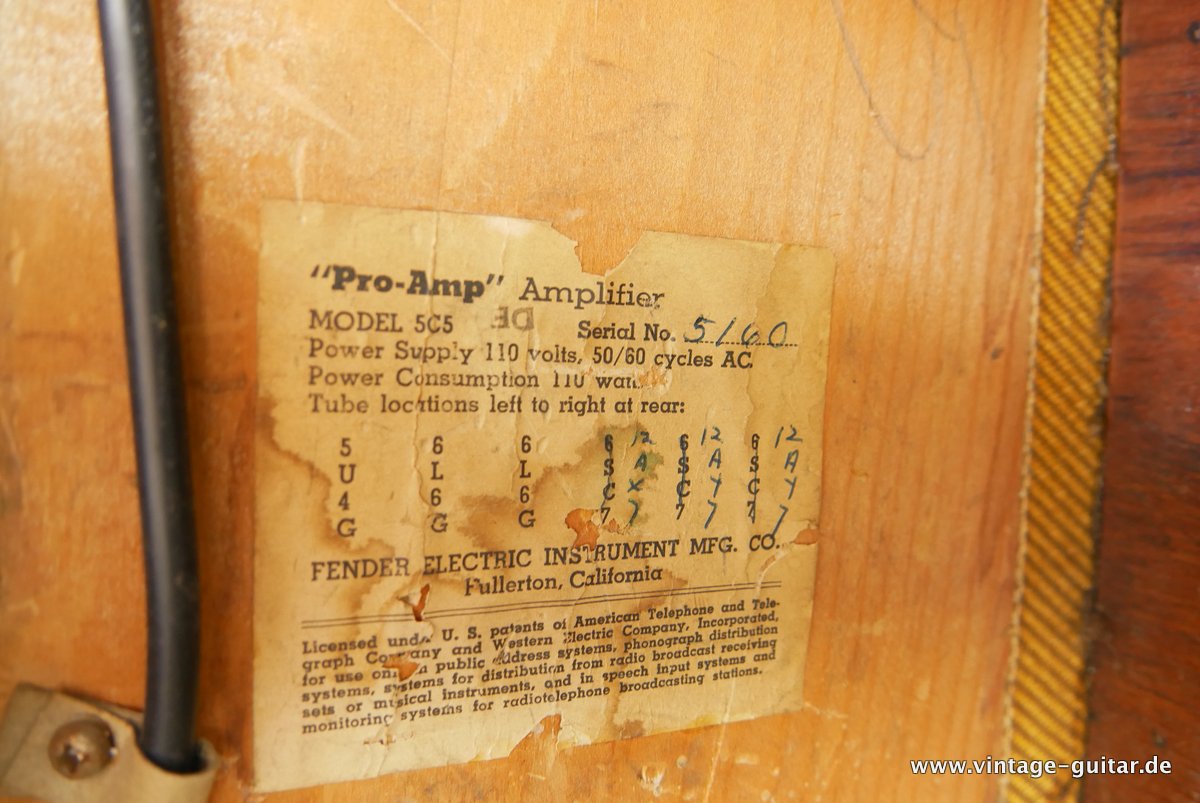 "Pro-Amp" Amplifier
MODEL 5C5 DE Serial No. 5160
Power Supply 110 volts, 50/60 cycles AC.
Power Consumption 110
Tube locations left to right at rear:
5 6 6 6 12 6 12 6 12
U L L S A S A S A
4 6 6 C X C Y C Y
G G G 7 7 7 7 7 7
FENDER ELECTRIC INSTRUMENT MFG. CO.
Fullerton, California
Licensed under U. S. patents of American Telephone and Tele-
graph Company and Western Electric Company, Incorporated,
for use only in public address systems, phonograph distribution
systems, systems for distribution from radio broadcast receiving
sets or musical instruments, and in speech input systems and
monitoring systems for radiotelephone broadcasting stations.
www.vintage-guitar.de